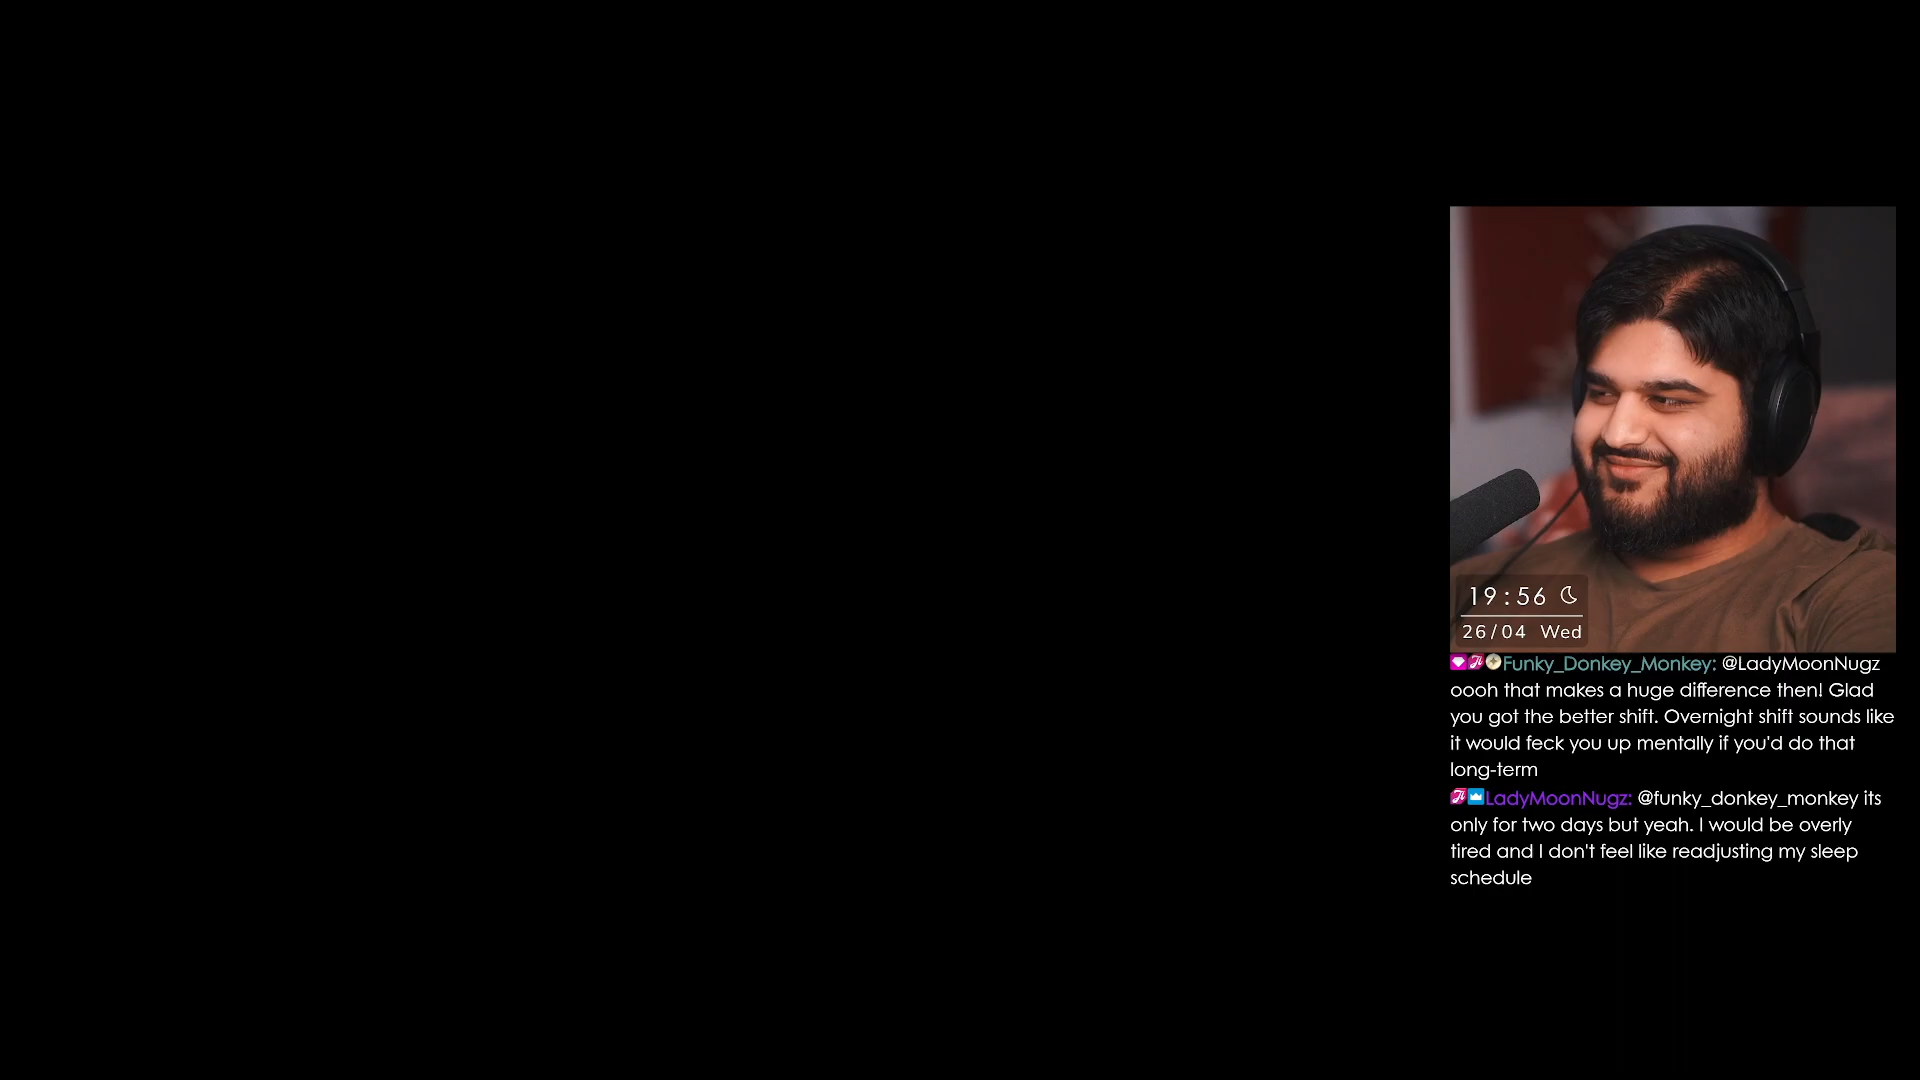 19:56
26/04 Wed
Funky_Donkey_Monkey: @LadyMoonNugz
oooh that makes a huge difference then! Glad
you got the better shift. Overnight shift sounds like
it would feck you up mentally if you'd do that
long-term
LadyMoonNugz: @funky_donkey_monkey its
only for two days but yeah. I would be overly
tired and I don't feel like readjusting my sleep
schedule